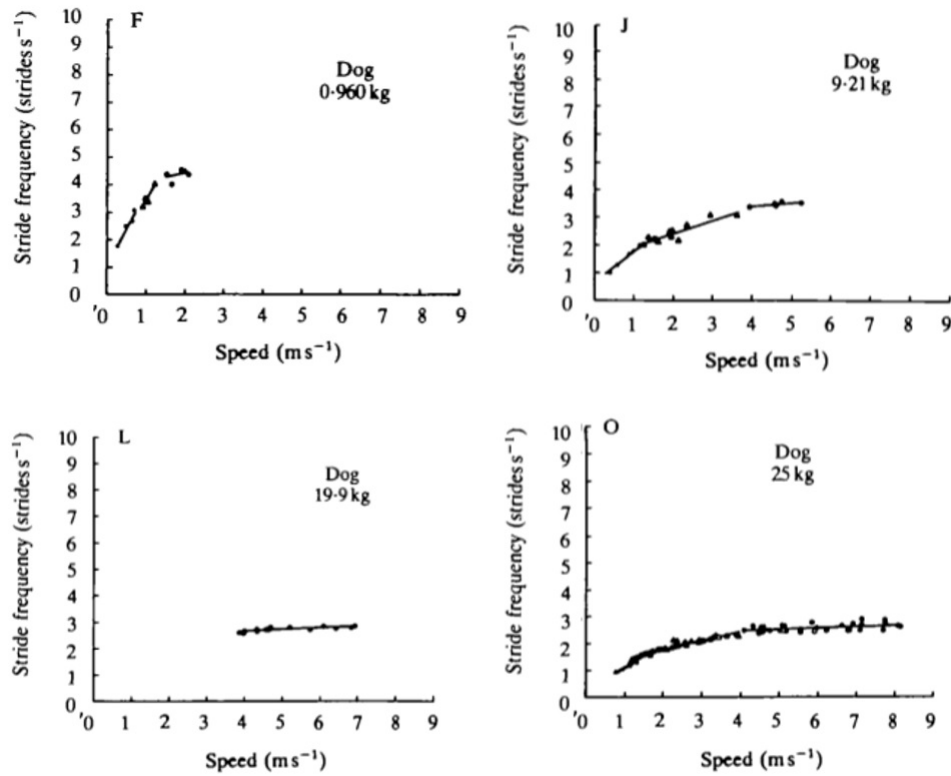 F
Dog
0·960 kg
Stride frequency (strides s⁻¹)
10
9
8
7
6
5
4
3
2
1
0
'0 1 2 3 4 5 6 7 8 9
Speed (m s⁻¹)
J
Dog
9·21 kg
Stride frequency (strides s⁻¹)
10
9
8
7
6
5
4
3
2
1
0
'0 1 2 3 4 5 6 7 8 9
Speed (m s⁻¹)
L
Dog
19·9 kg
Stride frequency (strides s⁻¹)
10
9
8
7
6
5
4
3
2
1
0
'0 1 2 3 4 5 6 7 8 9
Speed (m s⁻¹)
O
Dog
25 kg
Stride frequency (strides s⁻¹)
10
9
8
7
6
5
4
3
2
1
0
'0 1 2 3 4 5 6 7 8 9
Speed (m s⁻¹)